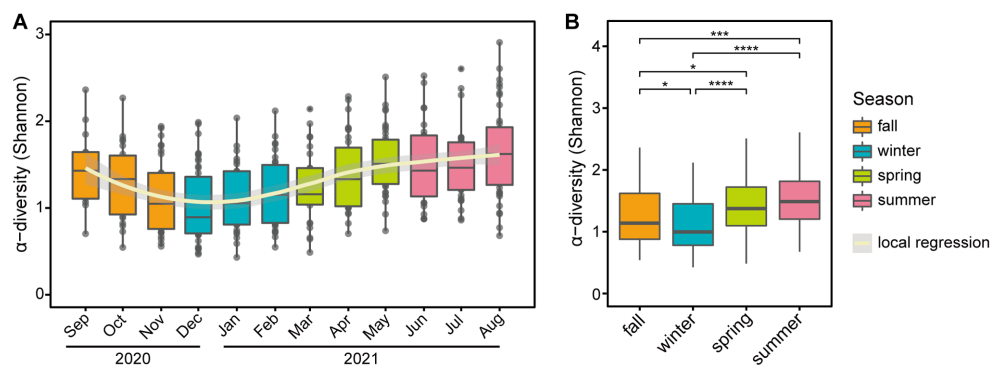 A
α−diversity (Shannon)
3
2
1
0
Sep
Oct
Nov
Dec
Jan
Feb
Mar
Apr
May
Jun
Jul
Aug
2020
2021
B
α−diversity (Shannon)
4
3
2
1
0
***
****
*
*
****
fall
winter
spring
summer
Season
fall
winter
spring
summer
local regression